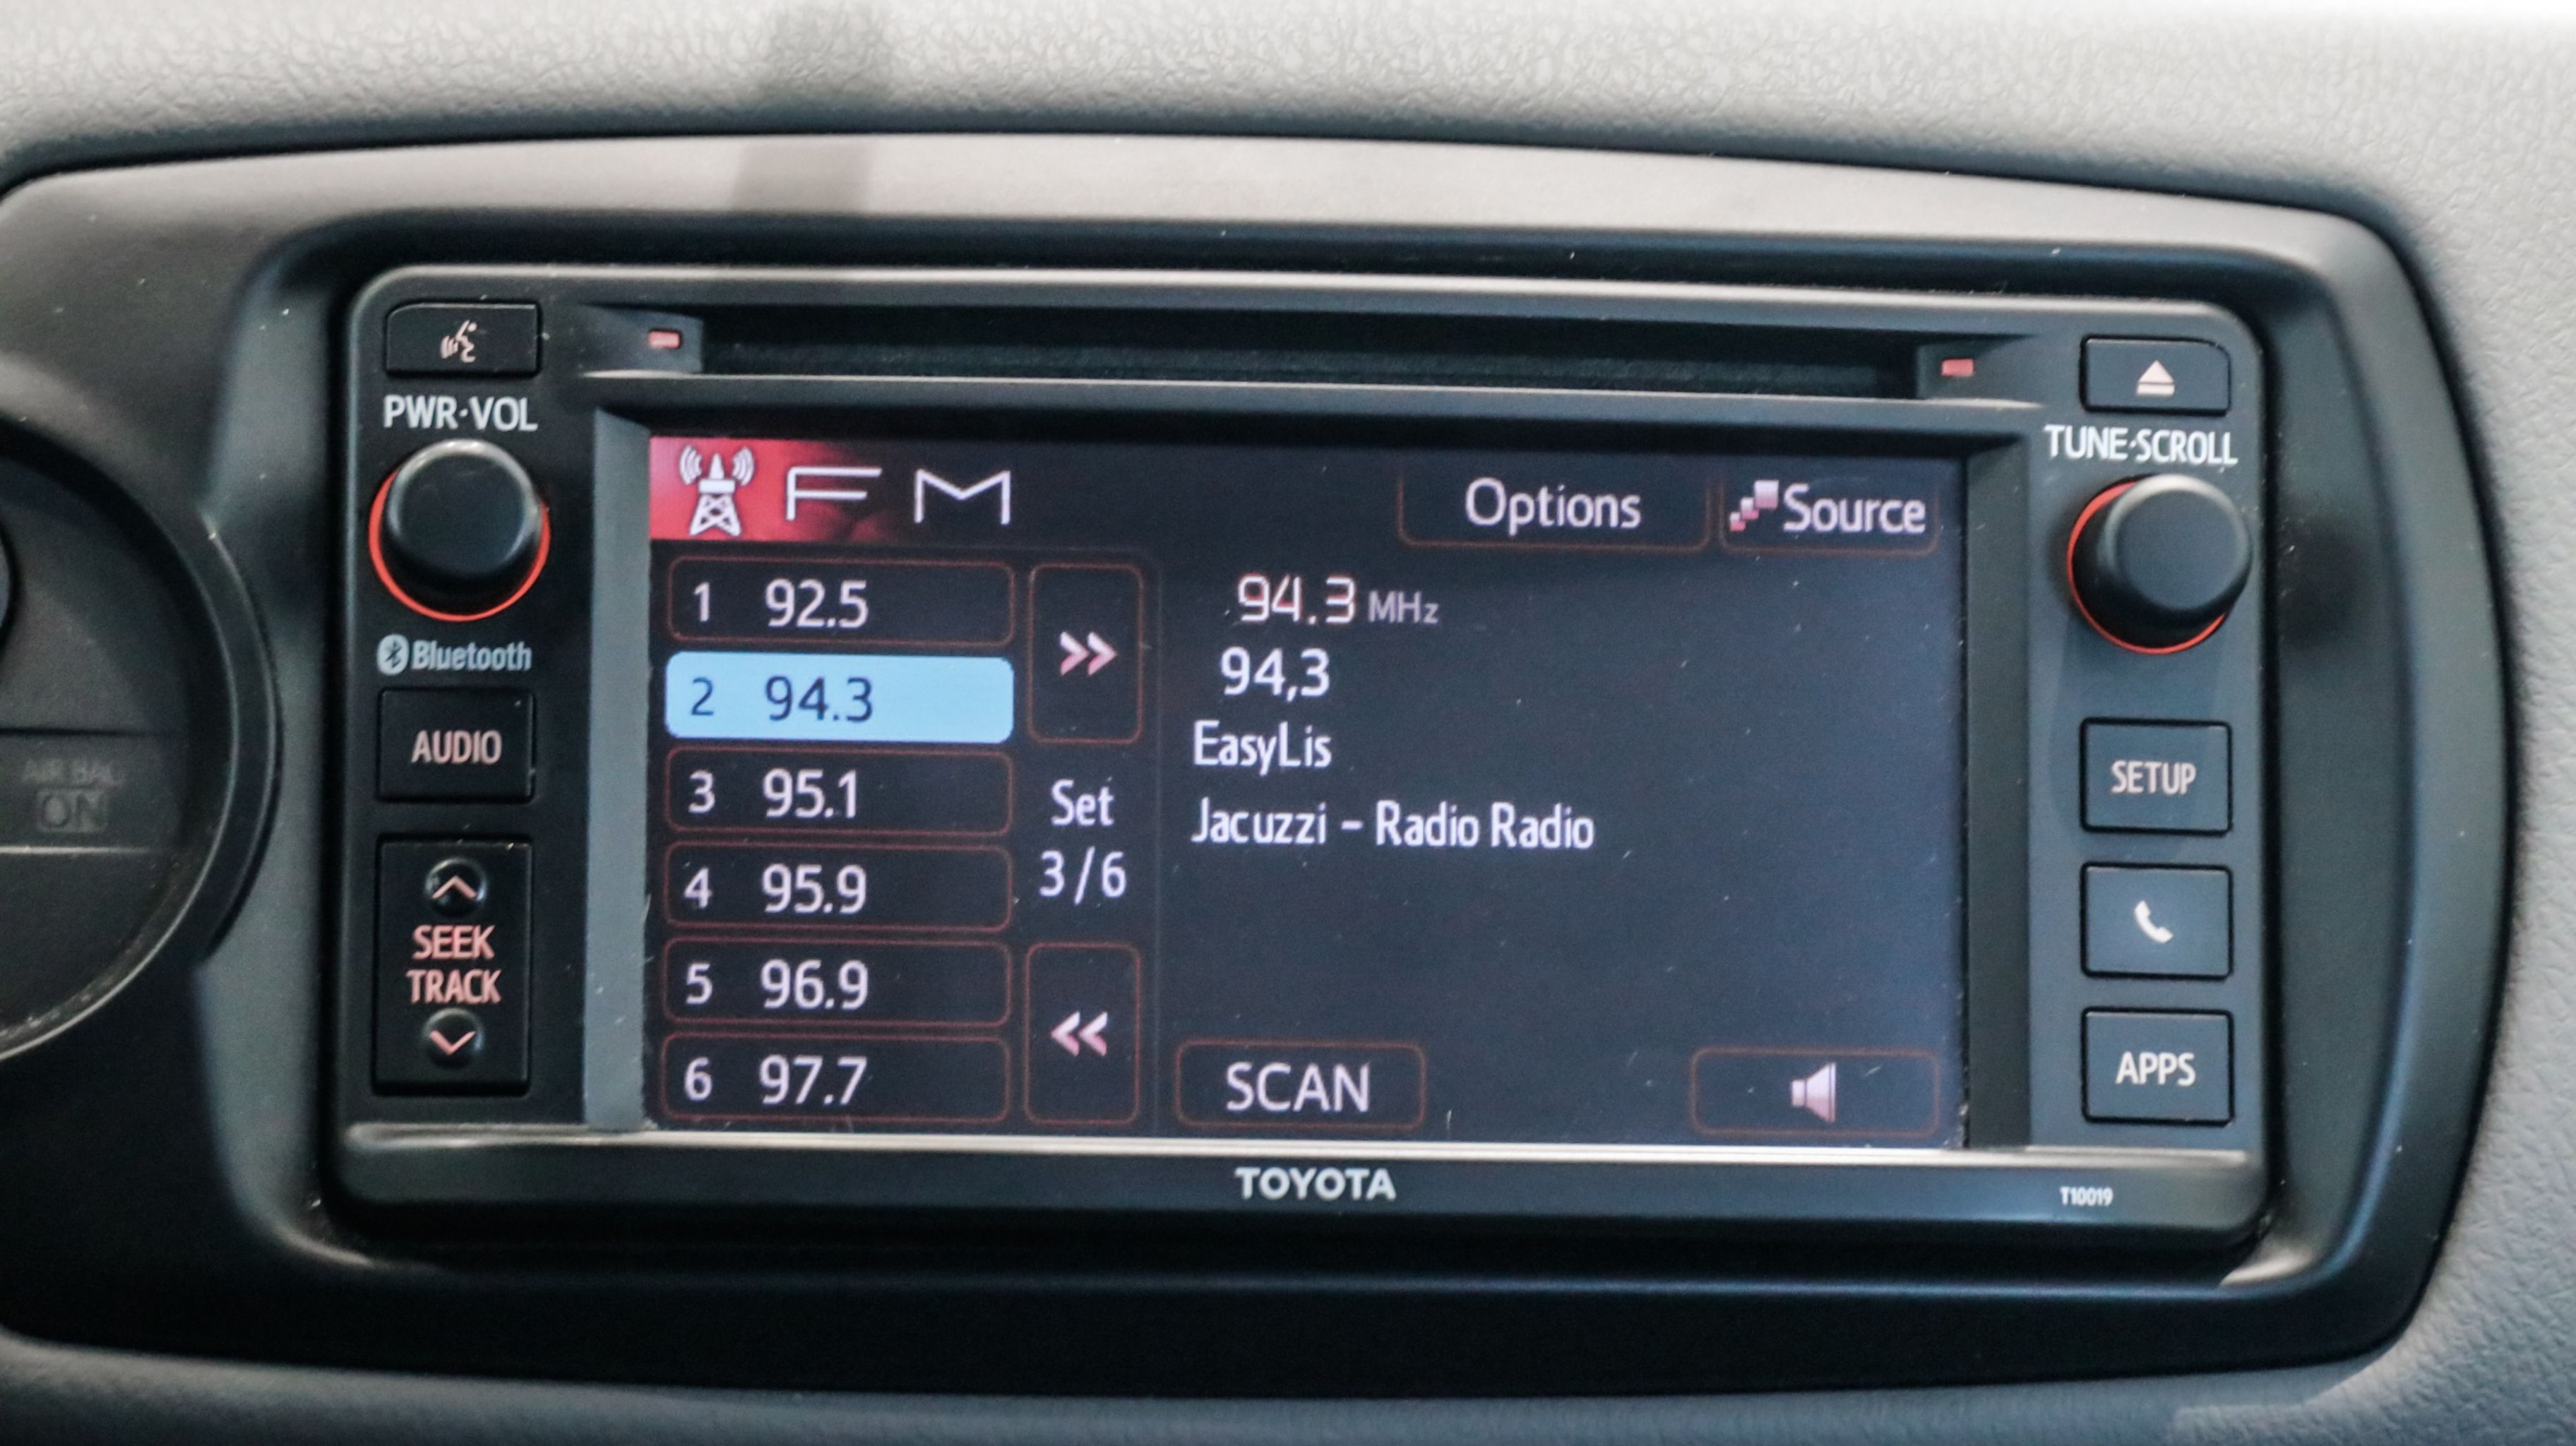 PWR·VOL
TUNE·SCROLL
FM
Options
Source
1 92.5
94.3 MHz
2 94.3
94,3
Bluetooth
EasyLis
AUDIO
3 95.1
Set
3/6
Jacuzzi - Radio Radio
SETUP
4 95.9
SEEK
TRACK
5 96.9
6 97.7
SCAN
APPS
AIR BAG
ON
TOYOTA
T10019